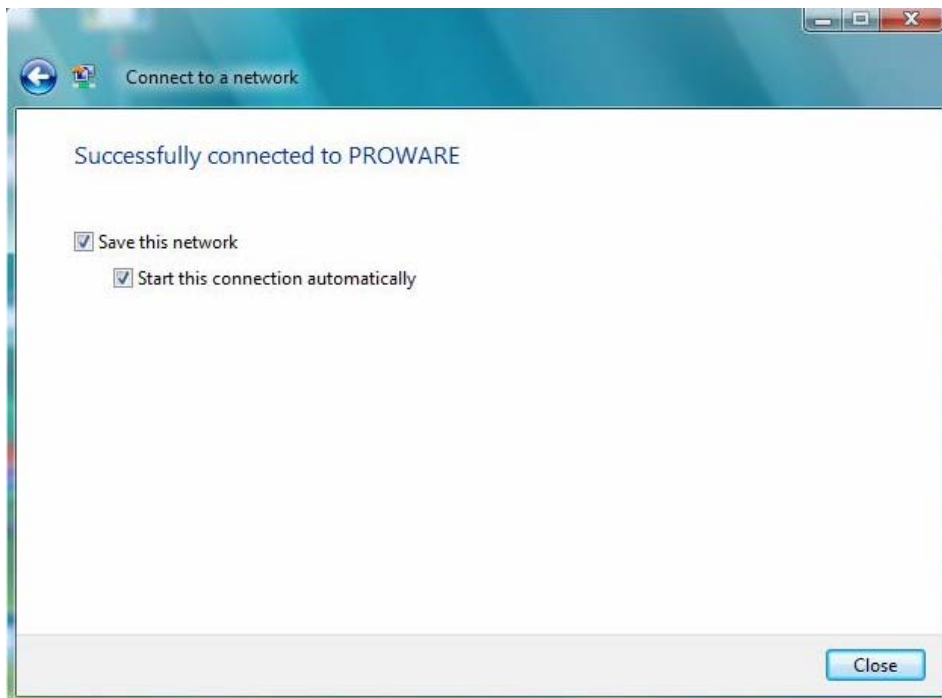 Connect to a network
Successfully connected to PROWARE
Save this network
Start this connection automatically
Close